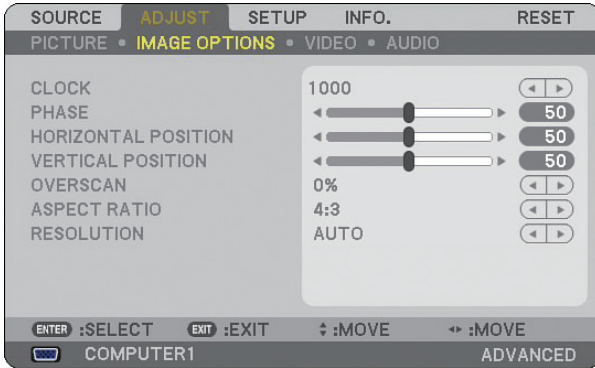 SOURCE ADJUST SETUP INFO. RESET
PICTURE • IMAGE OPTIONS • VIDEO • AUDIO
CLOCK 1000
PHASE 50
HORIZONTAL POSITION 50
VERTICAL POSITION 50
OVERSCAN 0%
ASPECT RATIO 4:3
RESOLUTION AUTO
ENTER :SELECT EXIT :EXIT :MOVE :MOVE
COMPUTER1 ADVANCED